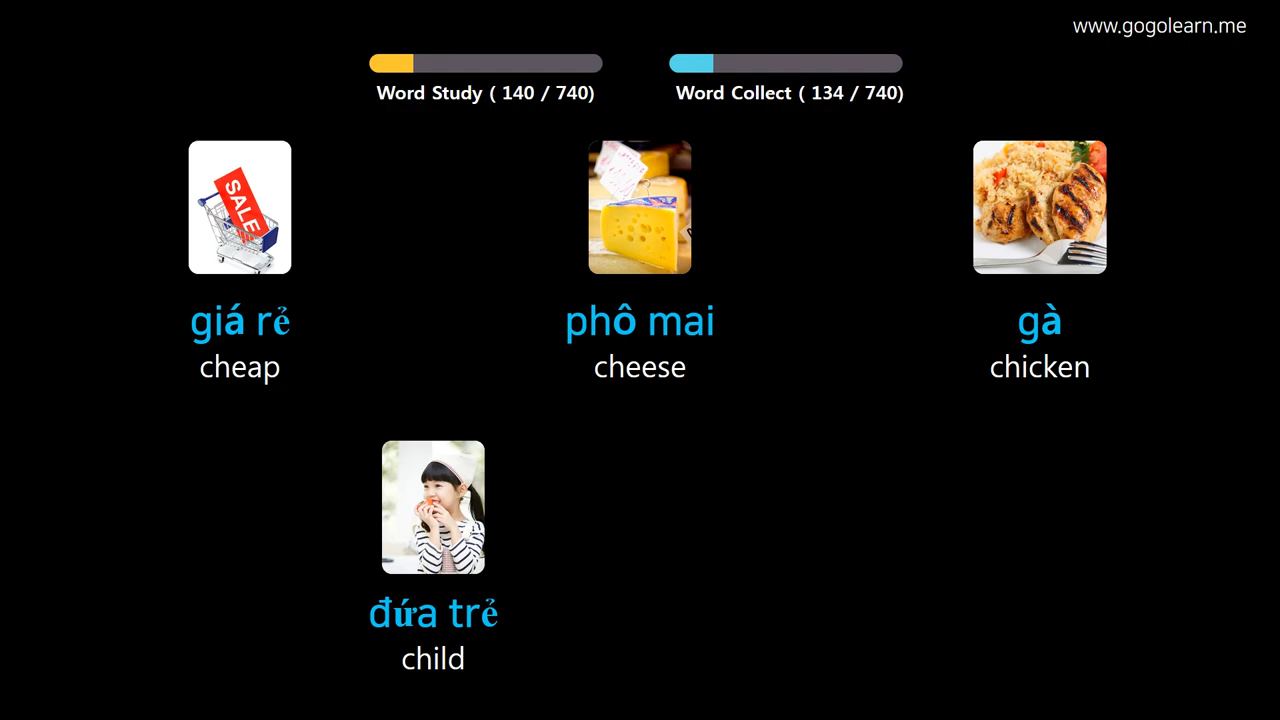 www.gogolearn.me
Word Study ( 140 / 740)
Word Collect ( 134 / 740)
SALE
giá rẻ
cheap
phô mai
cheese
gà
chicken
đứa trẻ
child